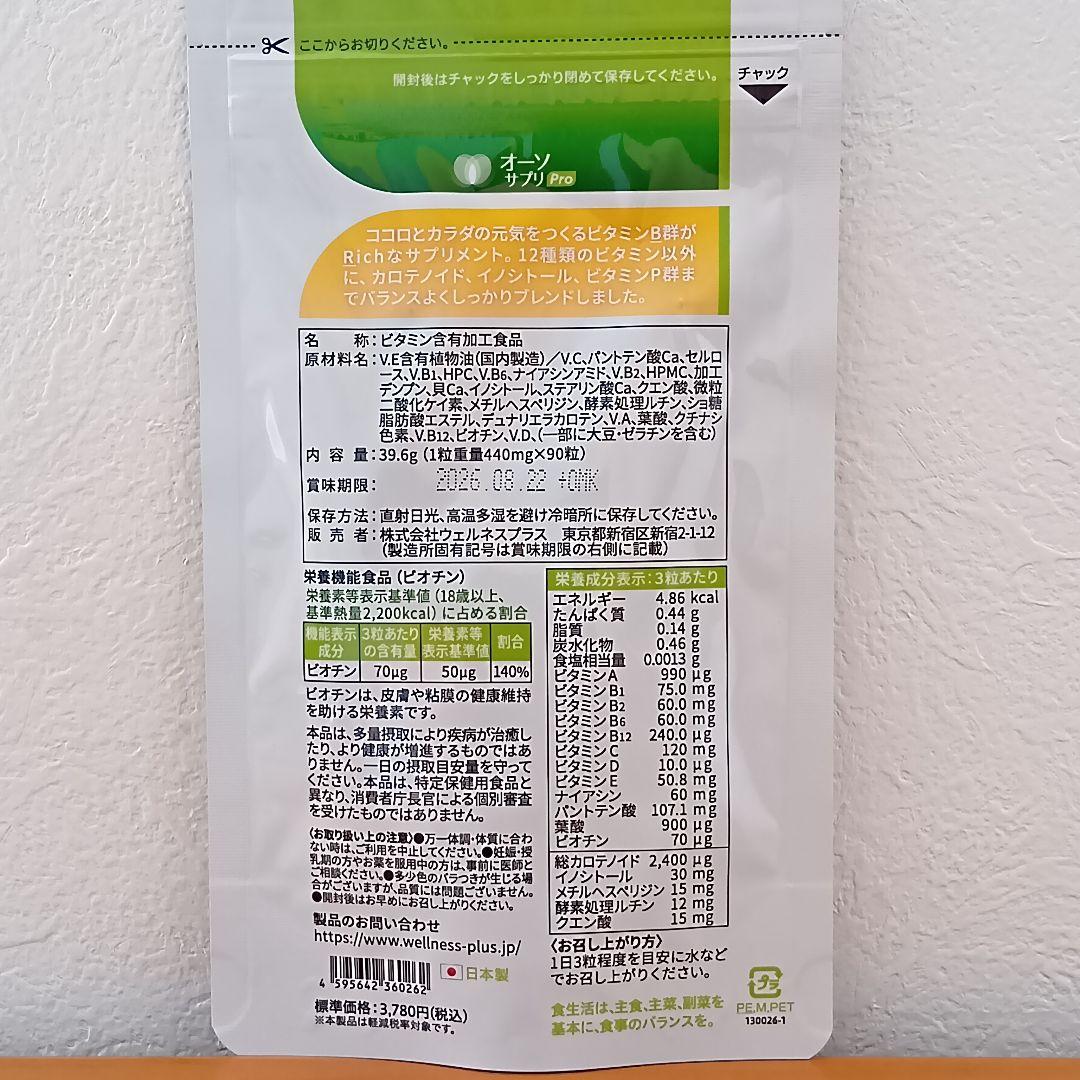 ここからお切りください。
開封後はチャックをしっかり閉めて保存してください。
チャック
オーソ
サプリ Pro
ココロとカラダの元気をつくるビタミンB群が
Richなサプリメント。12種類のビタミン以外
に、カロテノイド、イノシトール、ビタミンP群ま
でバランスよくしっかりブレンドしました。
名 称:ビタミン含有加工食品
原材料名:V.E含有植物油(国内製造)/V.C、パントテン酸Ca、セルロ
ース、V.B1、HPC、V.B6、ナイアシンアミド、V.B2、HPMC、加工
デンプン、貝Ca、イノシトール、ステアリン酸Ca、クエン酸、微粒
二酸化ケイ素、メチルヘスペリジン、酵素処理ルチン、ショ糖
脂肪酸エステル、デュナリエラカロテン、V.A、葉酸、クチナシ
色素、V.B12、ビオチン、V.D、(一部に大豆・ゼラチンを含む)
内容量:39.6g(1粒重量440mg×90粒)
賞味期限: 2026.08.22 +ONK
保存方法:直射日光、高温多湿を避け冷暗所に保存してください。
販売者:株式会社ウェルネスプラス 東京都新宿区新宿2-1-12
(製造所固有記号は賞味期限の右側に記載)
栄養機能食品(ビオチン)
栄養素等表示基準値(18歳以上、
基準熱量2,200kcal)に占める割合
機能表示成分 3粒あたりの含有量 栄養素等表示基準値 割合
ビオチン 70μg 50μg 140%
ビオチンは、皮膚や粘膜の健康維持
を助ける栄養素です。
本品は、多量摂取により疾病が治癒し
たり、より健康が増進するものではあ
りません。一日の摂取目安量を守って
ください。本品は、特定保健用食品と
異なり、消費者庁長官による個別審査
を受けたものではありません。
〈お取り扱い上の注意〉●万一体調・体質に合わ
ない時は、ご利用を中止してください。●妊娠・授
乳期の方やお薬を服用中の方は、事前に医師と
ご相談ください。●多少色のバラつきが生じる場
合がございますが、品質には問題ございません。
●開封後はお早めにお召し上がりください。
製品のお問い合わせ
https://www.wellness-plus.jp/
4 595642 360262
日本製
標準価格:3,780円(税込)
※本製品は軽減税率対象です。
栄養成分表示:3粒あたり
エネルギー 4.86 kcal
たんぱく質 0.44 g
脂質 0.14 g
炭水化物 0.46 g
食塩相当量 0.0013 g
ビタミンA 990 μg
ビタミンB1 75.0 mg
ビタミンB2 60.0 mg
ビタミンB6 60.0 mg
ビタミンB12 240.0 μg
ビタミンC 120 mg
ビタミンD 10.0 μg
ビタミンE 50.8 mg
ナイアシン 60 mg
パントテン酸 107.1 mg
葉酸 900 μg
ビオチン 70 μg
総カロテノイド 2,400 μg
イノシトール 30 mg
メチルヘスペリジン 15 mg
酵素処理ルチン 12 mg
クエン酸 15 mg
〈お召し上がり方〉
1日3粒程度を目安に水など
でお召し上がりください。
食生活は、主食、主菜、副菜を
基本に、食事のバランスを。
プラ
PE.M,PET
130026-1